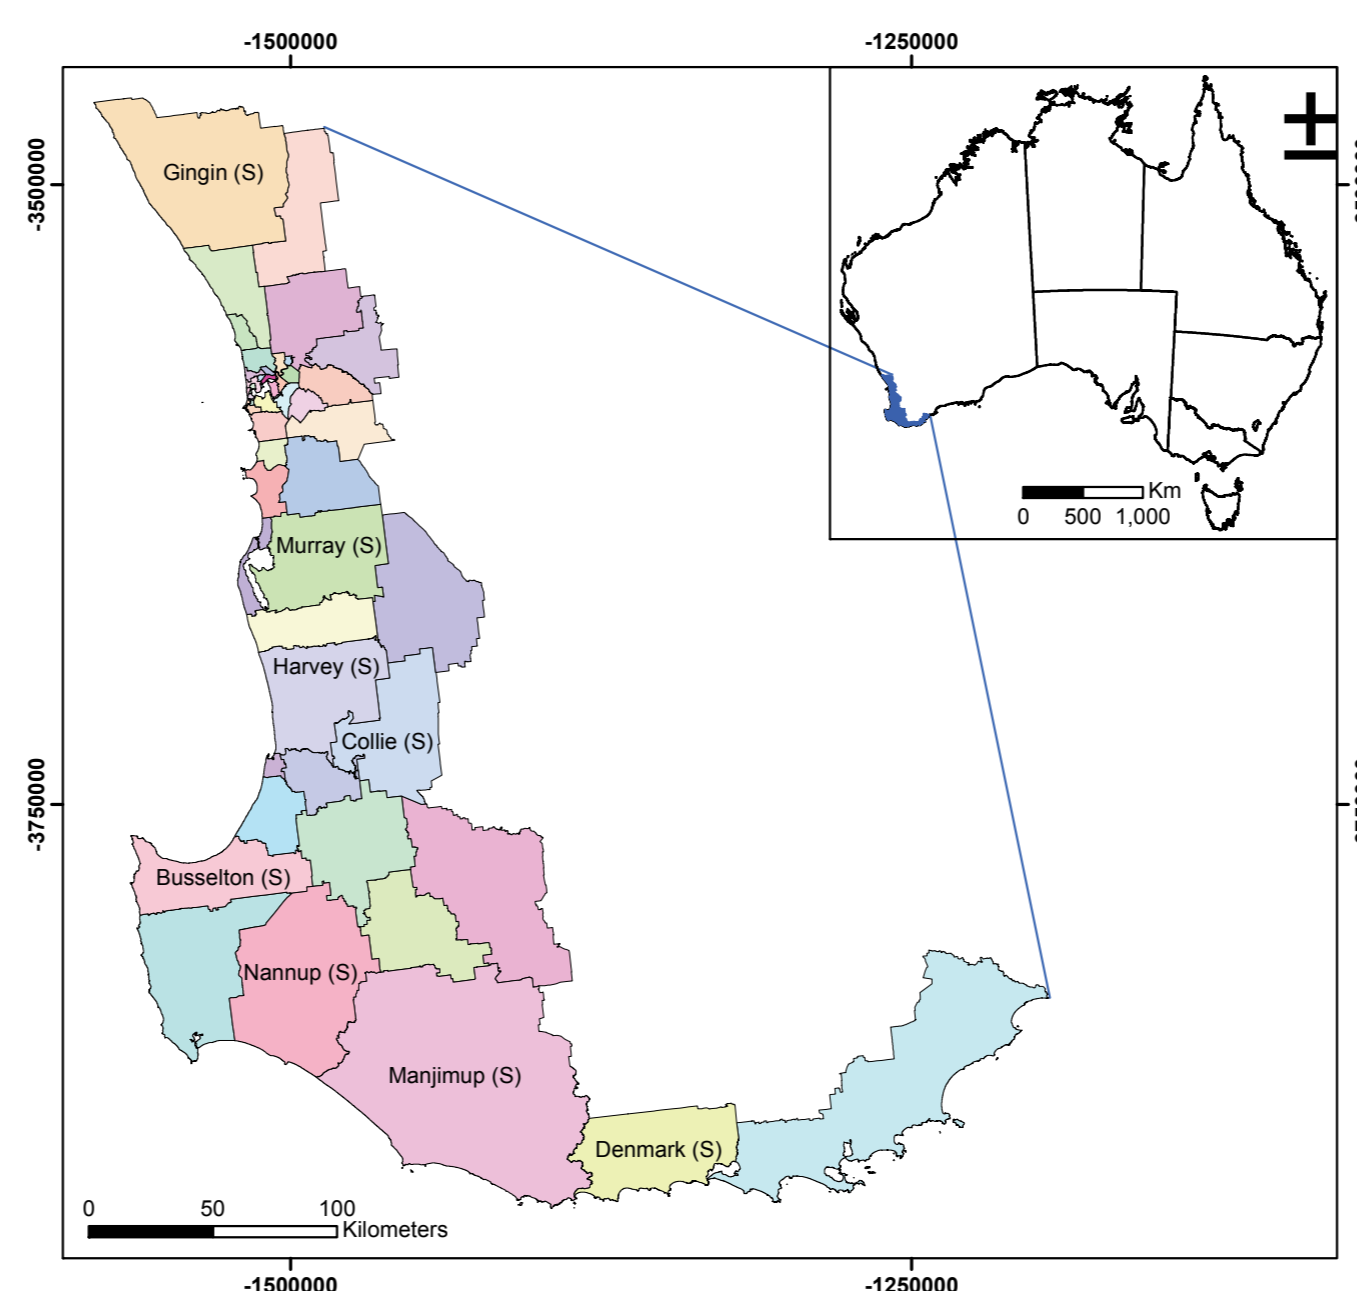 -1500000
-1250000
-3500000
Gingin (S)
Km
0 500 1,000
Murray (S)
Harvey (S)
Collie (S)
-3750000
Busselton (S)
Nannup (S)
Manjimup (S)
Denmark (S)
0 50 100
Kilometers
-1500000
-1250000